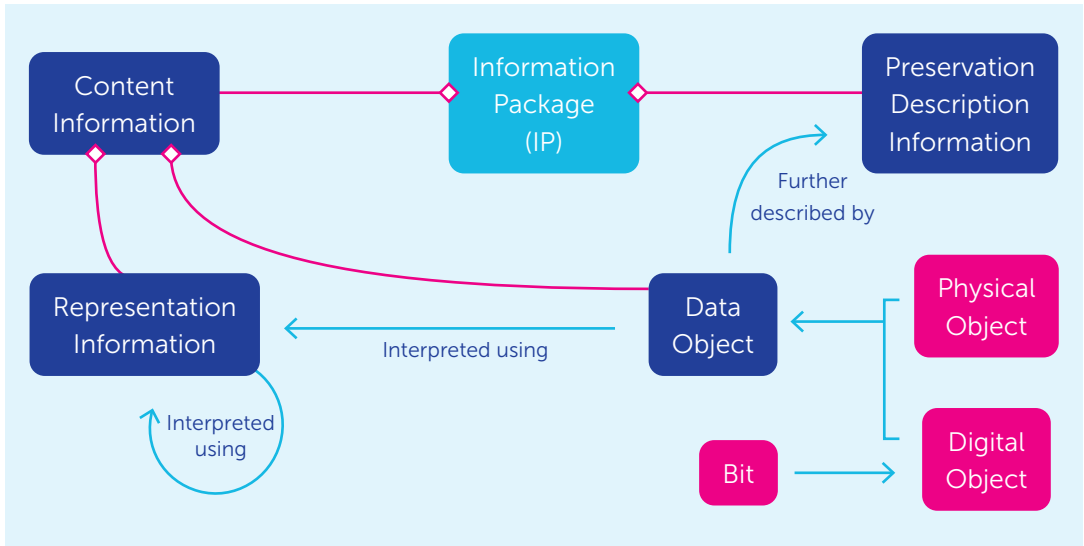 Content
Information
Information
Package
(IP)
Preservation
Description
Information
Further
described by
Representation
Information
Interpreted using
Data
Object
Physical
Object
Interpreted
using
Bit
Digital
Object